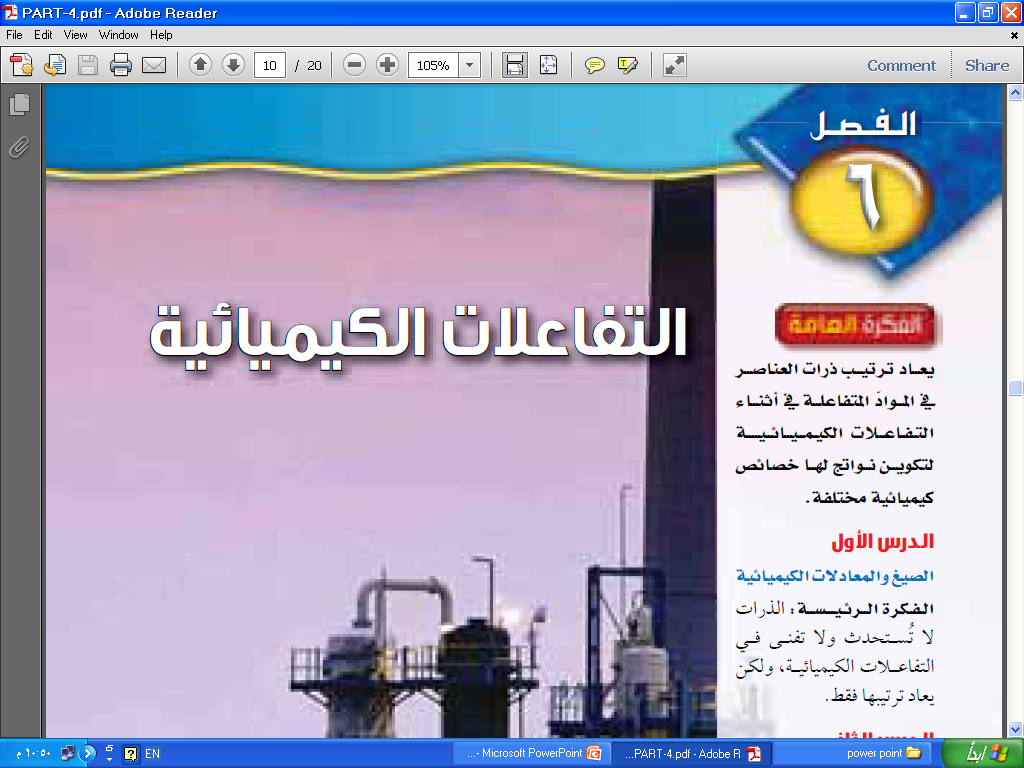 PART-4.pdf - Adobe Reader
File Edit View Window Help
10 / 20 105% Comment Share
الفصل
٦
التفاعلات الكيميائية
الفكرة العامة
يعاد ترتيب ذرات العناصر
في الموادّ المتفاعلة في أثناء
التفاعلات الكيميائية
لتكوين نواتج لها خصائص
كيميائية مختلفة.
الدرس الأول
الصيغ والمعادلات الكيميائية
الفكرة الرئيسة: الذرات
لا تُستحدث ولا تفنى في
التفاعلات الكيميائية، ولكن
يعاد ترتيبها فقط.
ابدأ
power point
...PART-4.pdf - Adobe R
...- Microsoft PowerPoint
EN
١٠:٥٠ م